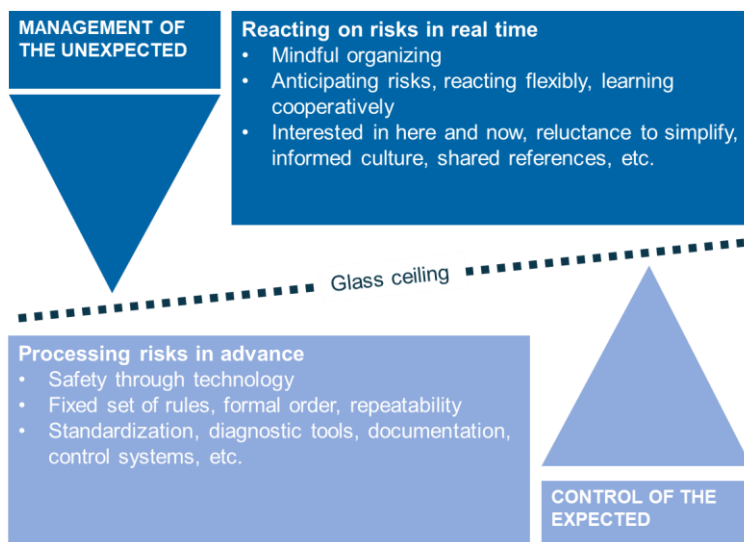 MANAGEMENT OF
THE UNEXPECTED
Reacting on risks in real time
• Mindful organizing
• Anticipating risks, reacting flexibly, learning
cooperatively
• Interested in here and now, reluctance to simplify,
informed culture, shared references, etc.
Glass ceiling
Processing risks in advance
• Safety through technology
• Fixed set of rules, formal order, repeatability
• Standardization, diagnostic tools, documentation,
control systems, etc.
CONTROL OF THE
EXPECTED